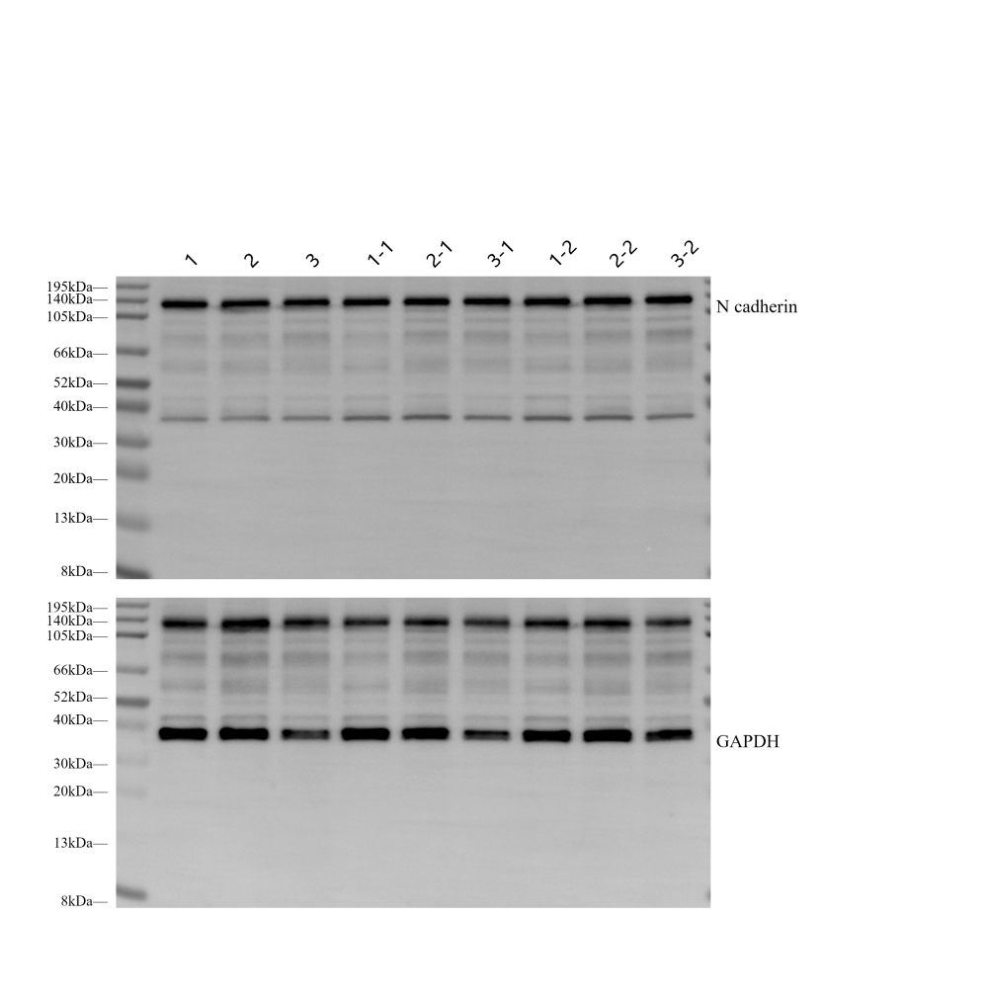 1 2 3 1-1 2-1 3-1 1-2 2-2 3-2
195kDa—
140kDa—
105kDa—
N cadherin
66kDa—
52kDa—
40kDa—
30kDa—
20kDa—
13kDa—
8kDa—
195kDa—
140kDa—
105kDa—
66kDa—
52kDa—
40kDa—
GAPDH
30kDa—
20kDa—
13kDa—
8kDa—